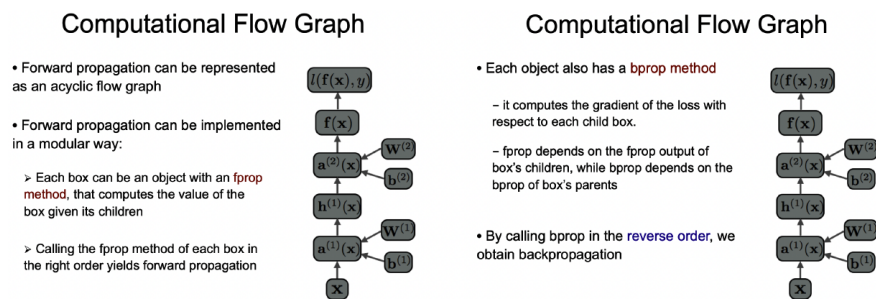 Computational Flow Graph
• Forward propagation can be represented
as an acyclic flow graph
• Forward propagation can be implemented
in a modular way:
➢ Each box can be an object with an fprop
method, that computes the value of the
box given its children
➢ Calling the fprop method of each box in
the right order yields forward propagation
l(f(x), y)
f(x)
W⁽²⁾
a⁽²⁾(x)
b⁽²⁾
h⁽¹⁾(x)
W⁽¹⁾
a⁽¹⁾(x)
b⁽¹⁾
x
Computational Flow Graph
• Each object also has a bprop method
– it computes the gradient of the loss with
respect to each child box.
– fprop depends on the fprop output of
box's children, while bprop depends on the
bprop of box's parents
• By calling bprop in the reverse order, we
obtain backpropagation
l(f(x), y)
f(x)
W⁽²⁾
a⁽²⁾(x)
b⁽²⁾
h⁽¹⁾(x)
W⁽¹⁾
a⁽¹⁾(x)
b⁽¹⁾
x